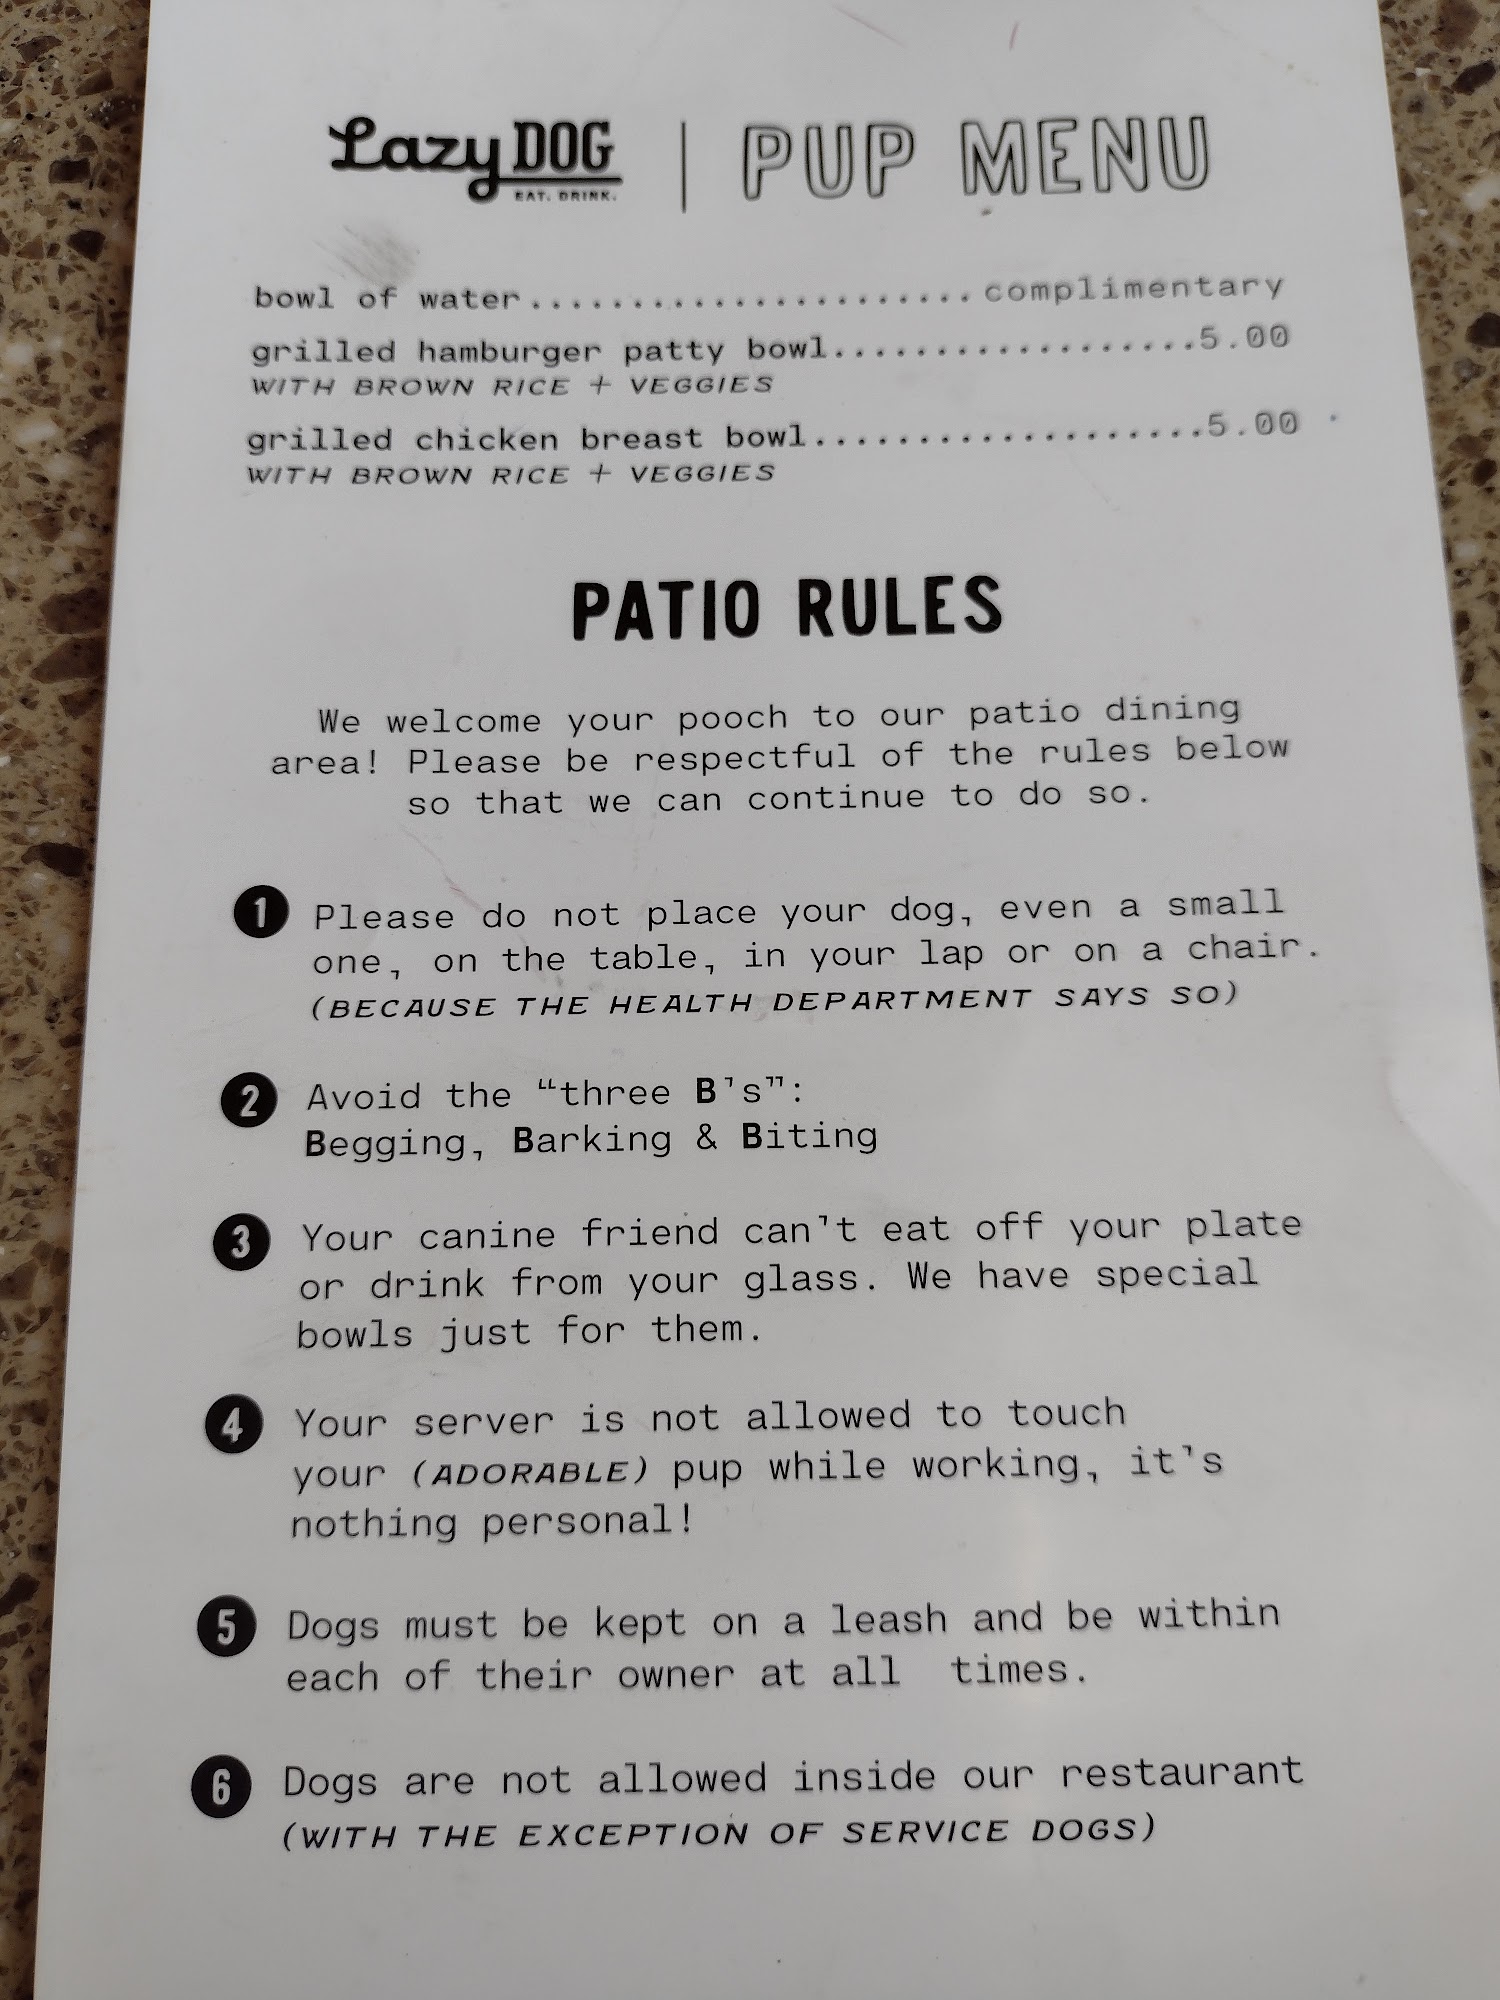 Lazy DOG | PUP MENU
EAT. DRINK.
bowl of water......................complimentary
grilled hamburger patty bowl..................5.00
WITH BROWN RICE + VEGGIES
grilled chicken breast bowl...................5.00
WITH BROWN RICE + VEGGIES
PATIO RULES
We welcome your pooch to our patio dining
area! Please be respectful of the rules below
so that we can continue to do so.
1 Please do not place your dog, even a small
one, on the table, in your lap or on a chair.
(BECAUSE THE HEALTH DEPARTMENT SAYS SO)
2 Avoid the “three B's”:
Begging, Barking & Biting
3 Your canine friend can't eat off your plate
or drink from your glass. We have special
bowls just for them.
4 Your server is not allowed to touch
your (ADORABLE) pup while working, it's
nothing personal!
5 Dogs must be kept on a leash and be within
each of their owner at all  times.
6 Dogs are not allowed inside our restaurant
(WITH THE EXCEPTION OF SERVICE DOGS)